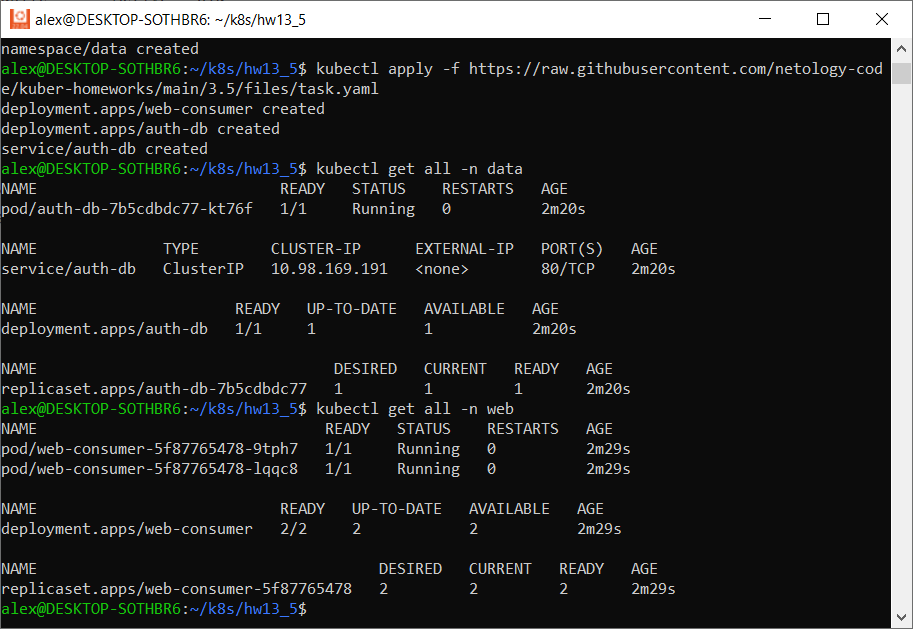 alex@DESKTOP-SOTHBR6: ~/k8s/hw13_5
namespace/data created
alex@DESKTOP-SOTHBR6:~/k8s/hw13_5$ kubectl apply -f https://raw.githubusercontent.com/netology-cod
e/kuber-homeworks/main/3.5/files/task.yaml
deployment.apps/web-consumer created
deployment.apps/auth-db created
service/auth-db created
alex@DESKTOP-SOTHBR6:~/k8s/hw13_5$ kubectl get all -n data
NAME                           READY   STATUS    RESTARTS   AGE
pod/auth-db-7b5cdbdc77-kt76f   1/1     Running   0          2m20s

NAME              TYPE        CLUSTER-IP      EXTERNAL-IP   PORT(S)   AGE
service/auth-db   ClusterIP   10.98.169.191   <none>        80/TCP    2m20s

NAME                      READY   UP-TO-DATE   AVAILABLE   AGE
deployment.apps/auth-db   1/1     1            1           2m20s

NAME                                 DESIRED   CURRENT   READY   AGE
replicaset.apps/auth-db-7b5cdbdc77   1         1         1       2m20s
alex@DESKTOP-SOTHBR6:~/k8s/hw13_5$ kubectl get all -n web
NAME                                READY   STATUS    RESTARTS   AGE
pod/web-consumer-5f87765478-9tph7   1/1     Running   0          2m29s
pod/web-consumer-5f87765478-lqqc8   1/1     Running   0          2m29s

NAME                           READY   UP-TO-DATE   AVAILABLE   AGE
deployment.apps/web-consumer   2/2     2            2           2m29s

NAME                                      DESIRED   CURRENT   READY   AGE
replicaset.apps/web-consumer-5f87765478   2         2         2       2m29s
alex@DESKTOP-SOTHBR6:~/k8s/hw13_5$